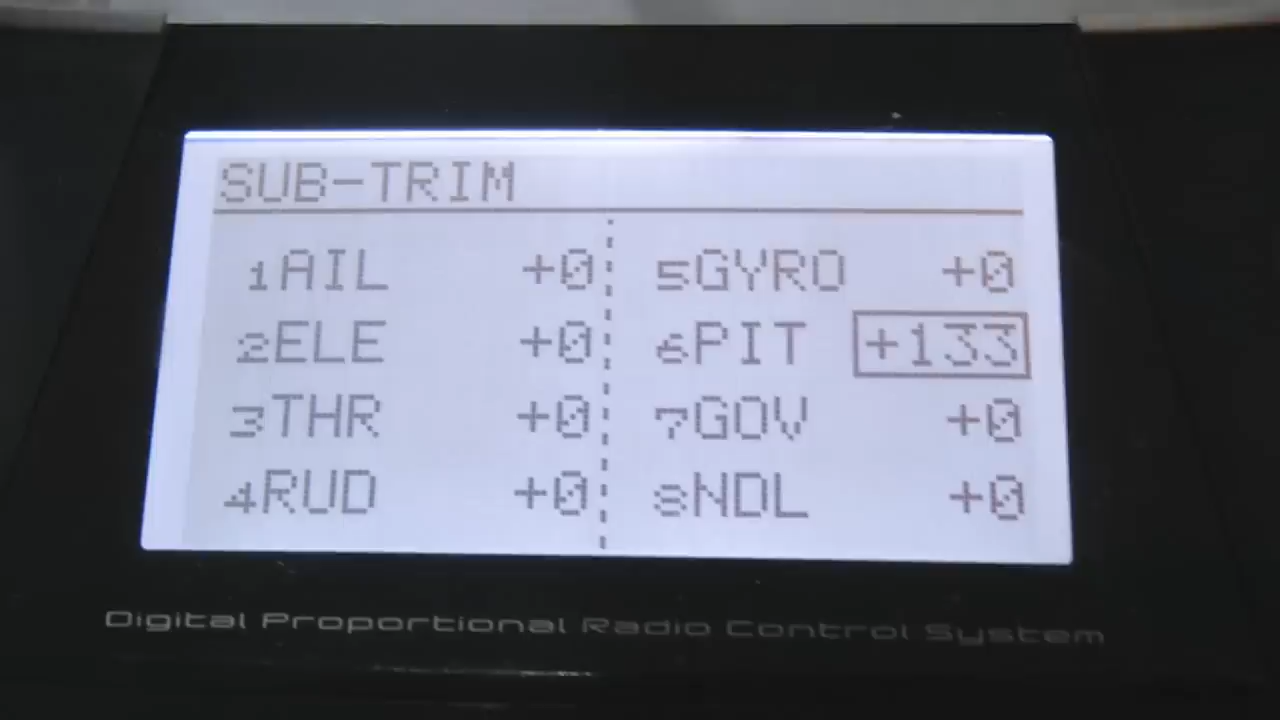 SUB-TRIM
1AIL +0 5GYRO +0
2ELE +0 6PIT +133
3THR +0 7GOV +0
4RUD +0 8NDL +0
Digital Proportional Radio Control System